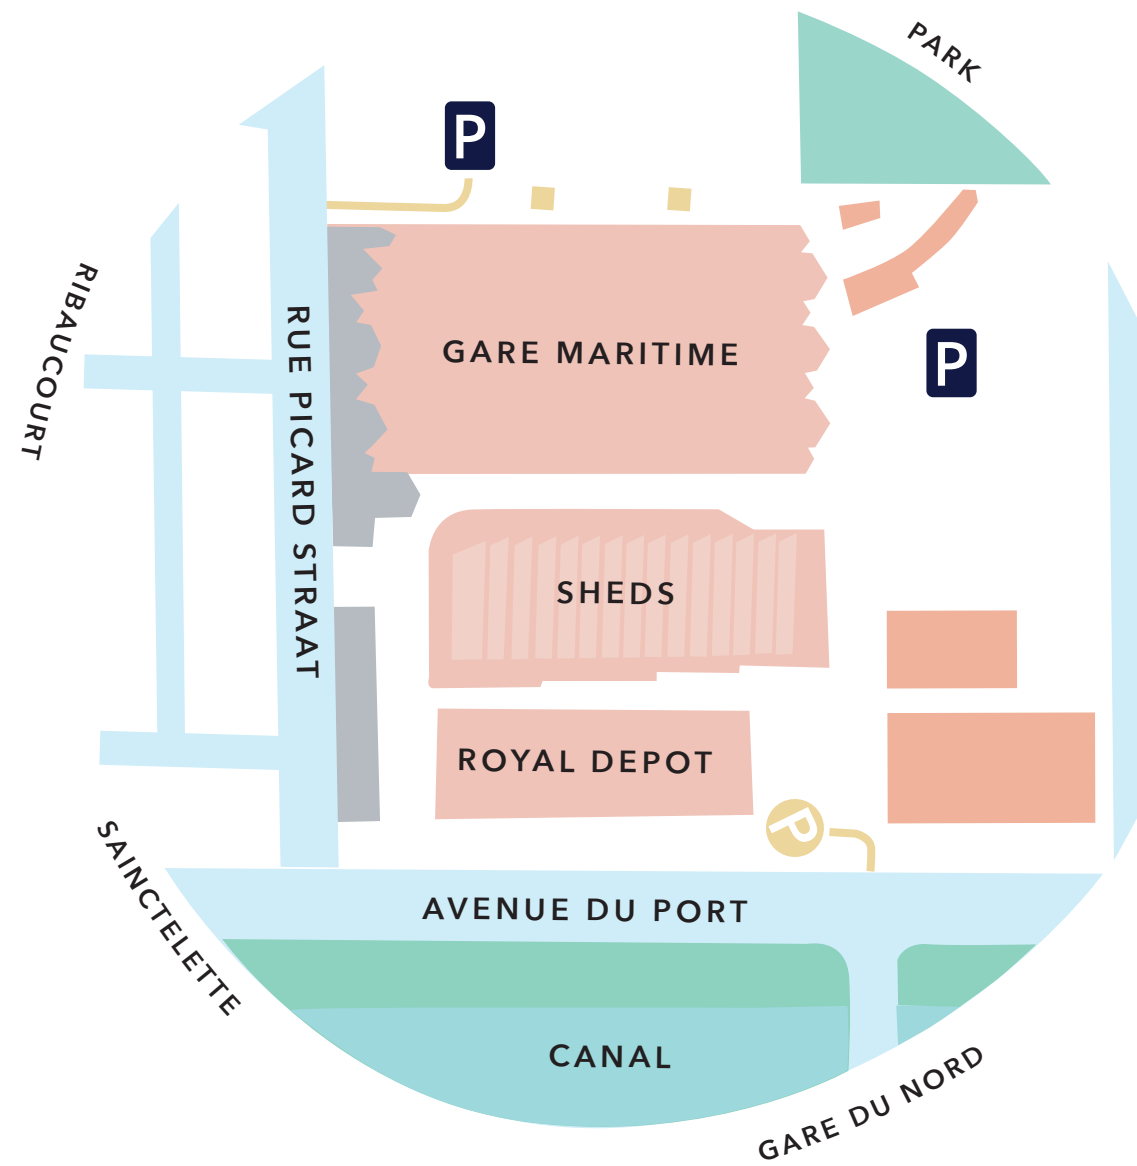 PARK
P
RIBAUCOURT
RUE PICARD STRAAT
GARE MARITIME
P
SHEDS
ROYAL DEPOT
P
SAINCTELETTE
AVENUE DU PORT
CANAL
GARE DU NORD